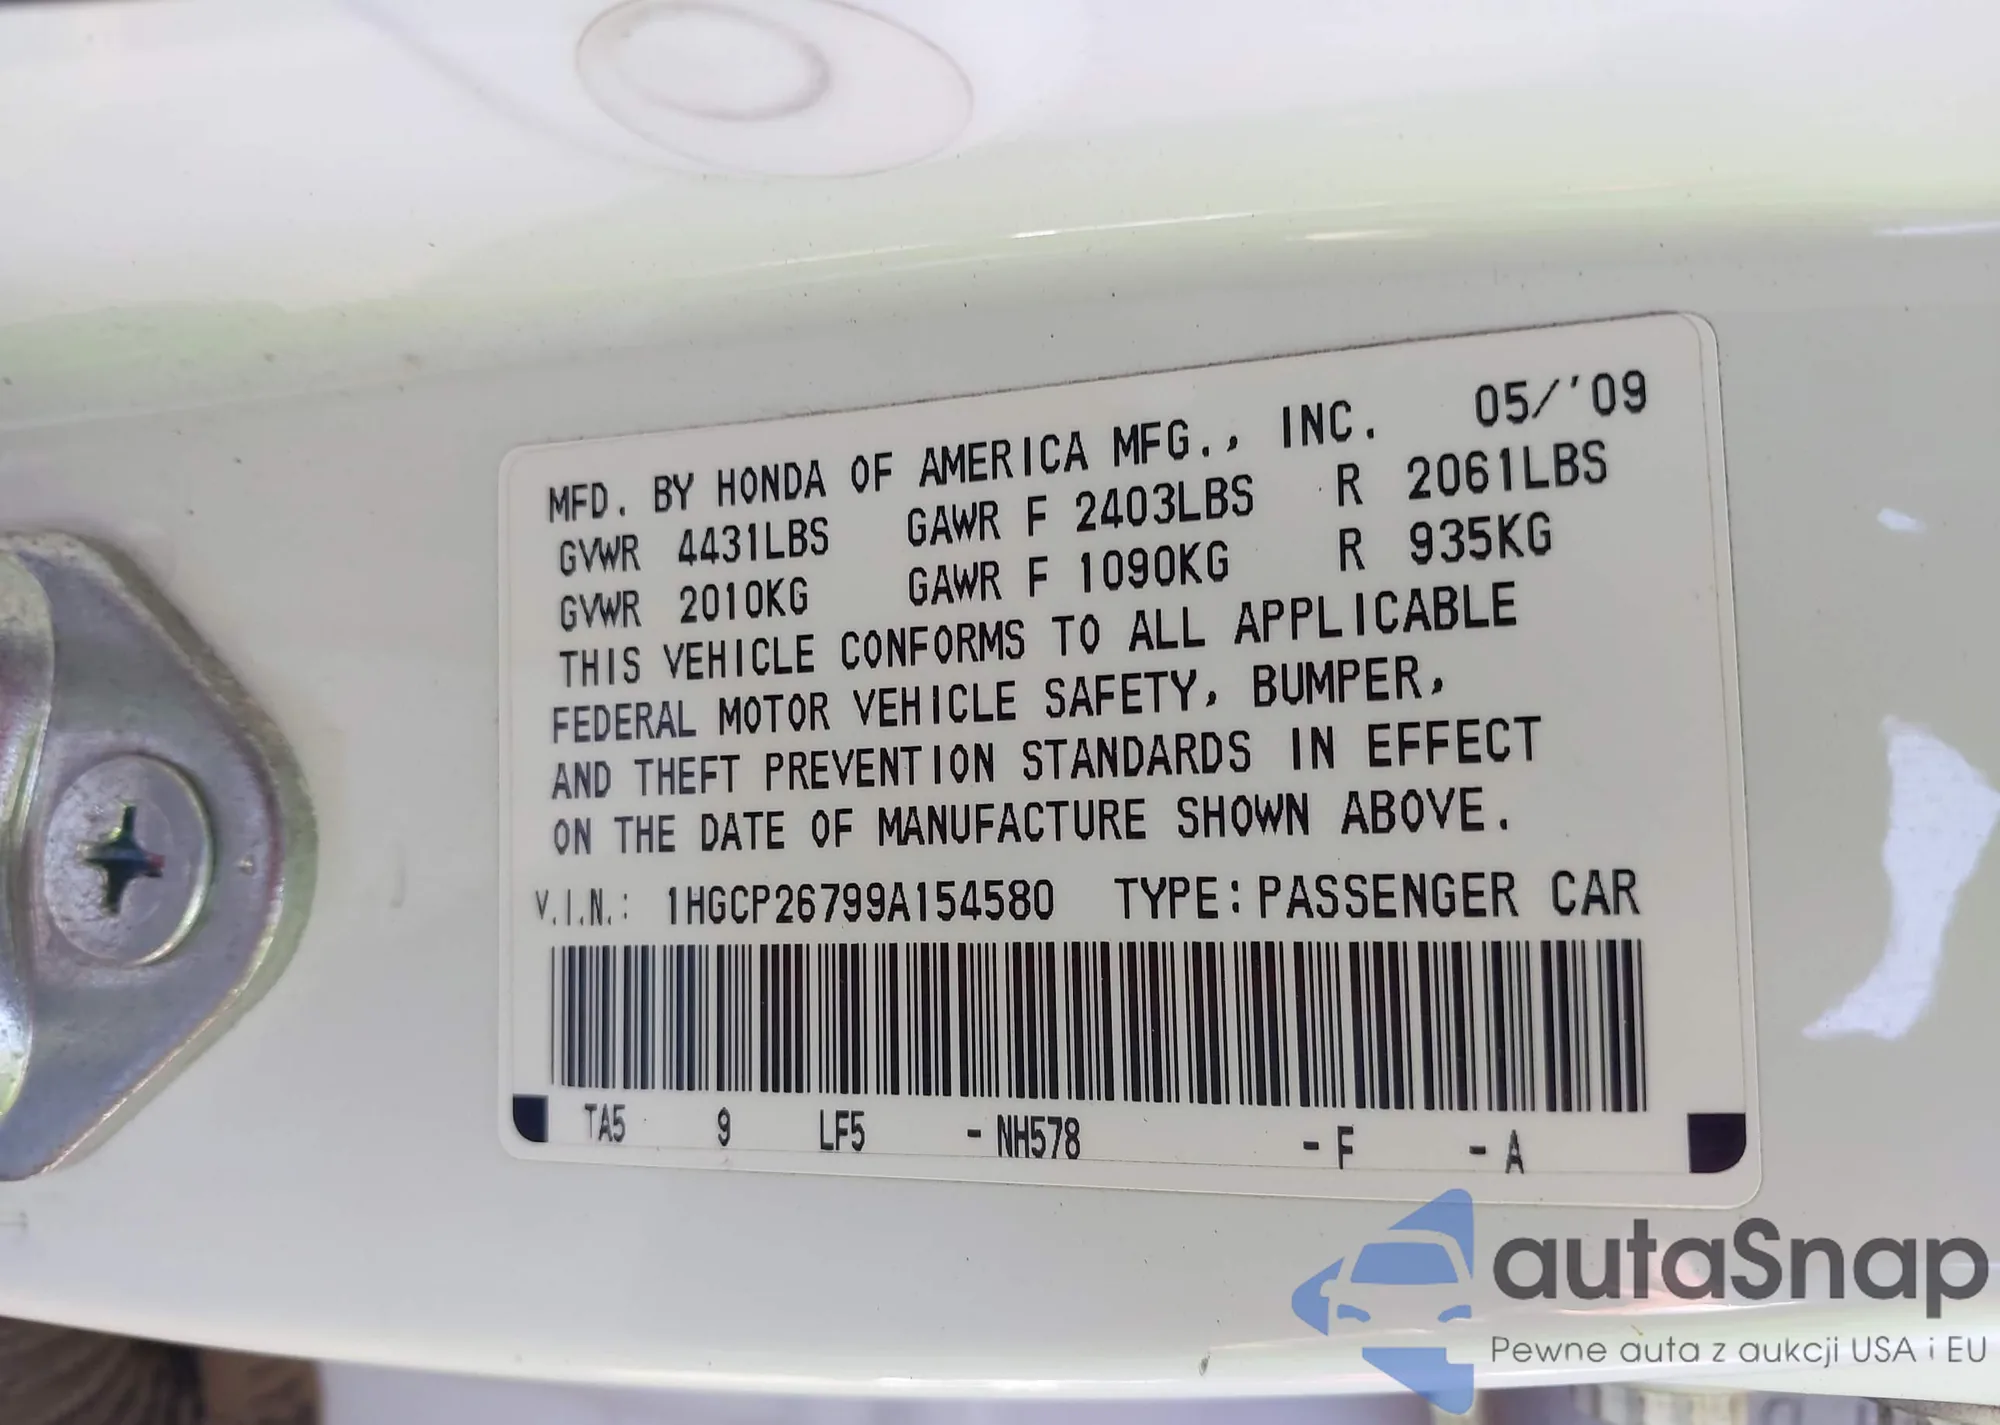 MFD. BY HONDA OF AMERICA MFG., INC. 05/'09
GVWR 4431LBS GAWR F 2403LBS R 2061LBS
GVWR 2010KG GAWR F 1090KG R 935KG
THIS VEHICLE CONFORMS TO ALL APPLICABLE
FEDERAL MOTOR VEHICLE SAFETY, BUMPER,
AND THEFT PREVENTION STANDARDS IN EFFECT
ON THE DATE OF MANUFACTURE SHOWN ABOVE.
V.I.N.: 1HGCP26799A154580 TYPE: PASSENGER CAR
TA5 9 LF5 - NH578 - F - A
autaSnap
Pewne auta z aukcji USA i EU